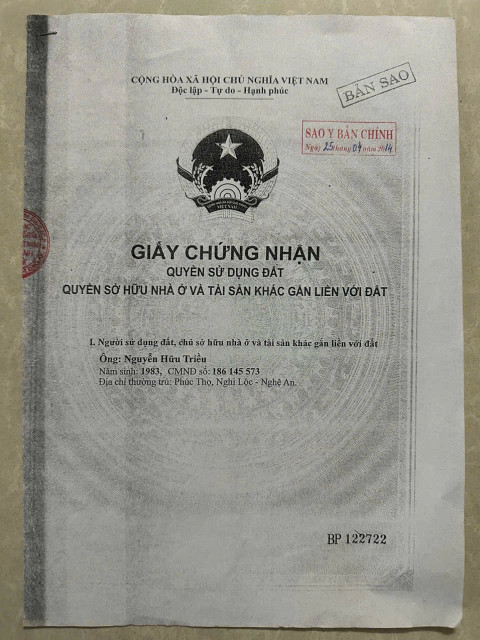 CỘNG HÒA XÃ HỘI CHỦ NGHĨA VIỆT NAM
Độc lập - Tự do - Hạnh phúc
BẢN SAO
SAO Y BẢN CHÍNH
Ngày 25 tháng 04 năm 2014
VIỆT NAM
GIẤY CHỨNG NHẬN
QUYỀN SỬ DỤNG ĐẤT
QUYỀN SỞ HỮU NHÀ Ở VÀ TÀI SẢN KHÁC GẮN LIỀN VỚI ĐẤT
I. Người sử dụng đất, chủ sở hữu nhà ở và tài sản khác gắn liền với đất
Ông: Nguyễn Hữu Triều
Năm sinh: 1983, CMND số: 186 145 573
Địa chỉ thường trú: Phúc Thọ, Nghi Lộc - Nghệ An.
BP 122722